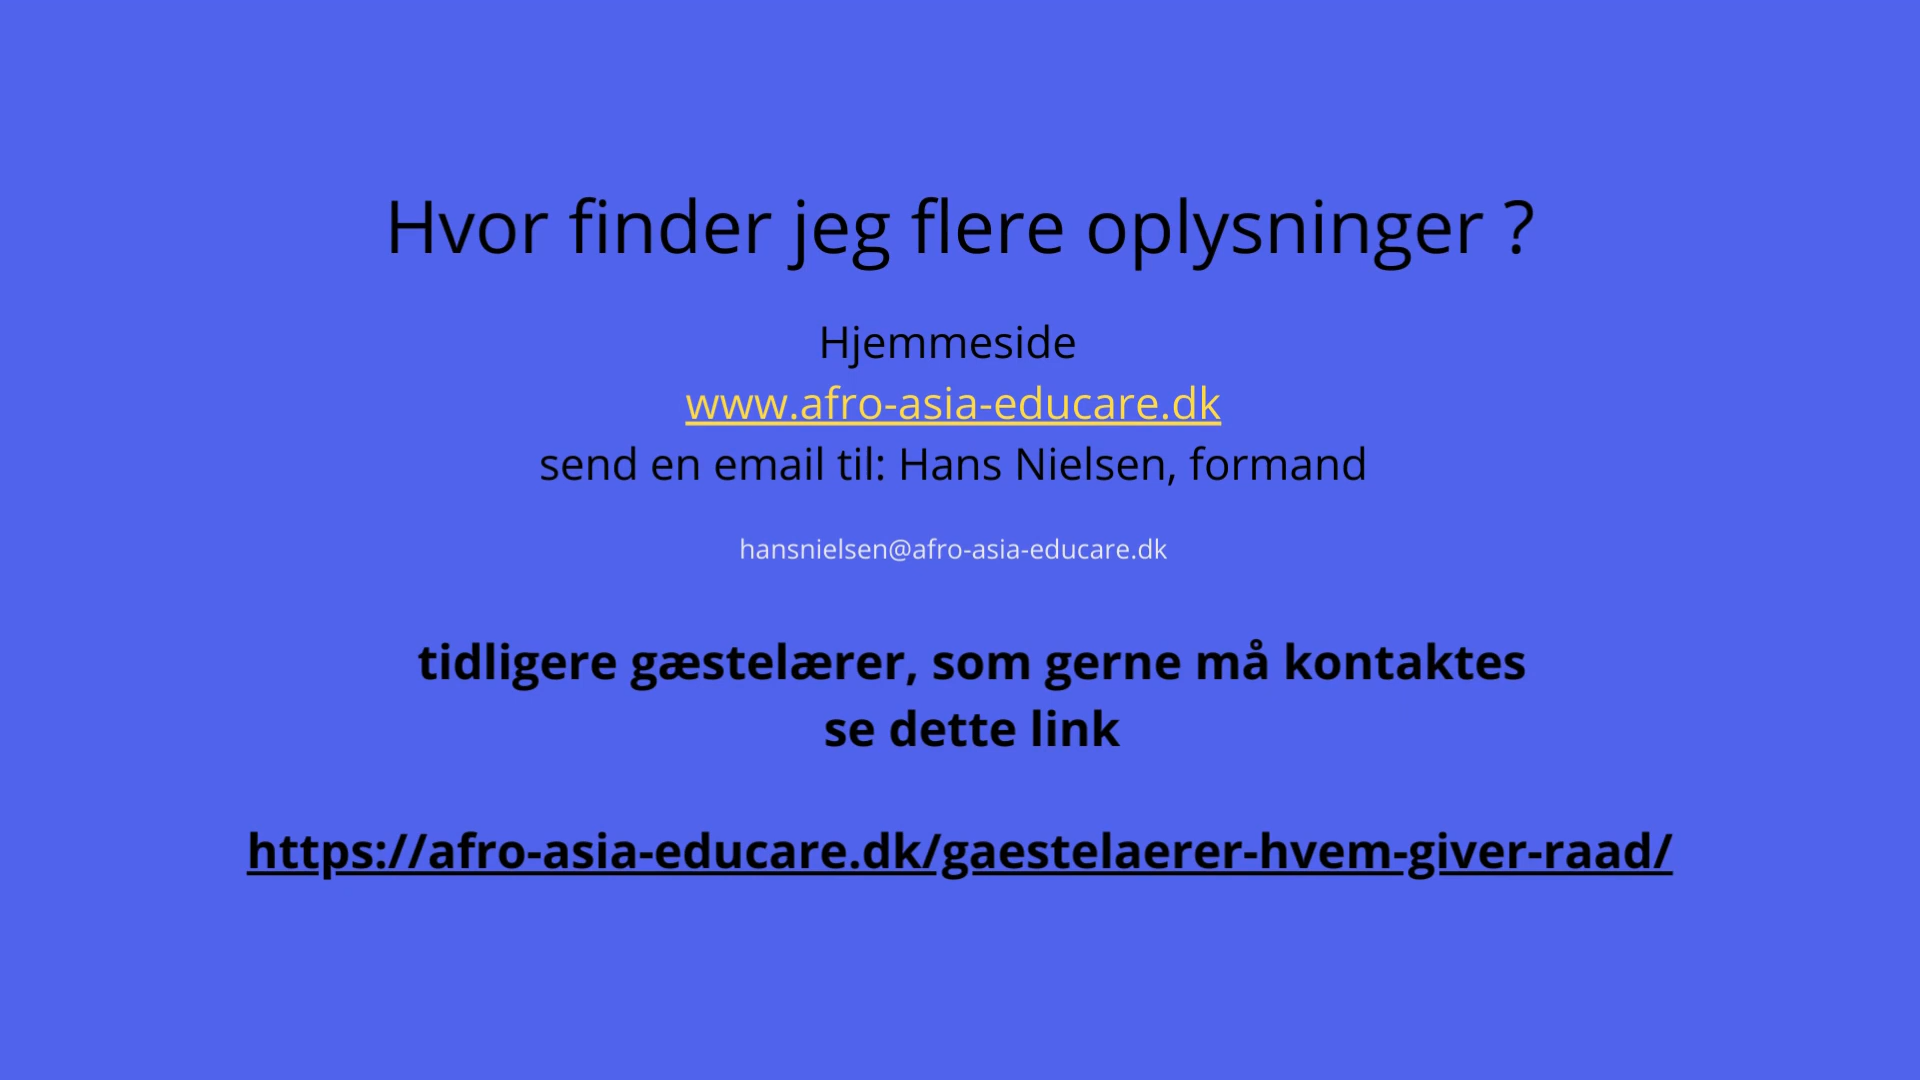 Hvor finder jeg flere oplysninger ?
Hjemmeside
www.afro-asia-educare.dk
send en email til: Hans Nielsen, formand
hansnielsen@afro-asia-educare.dk
tidligere gæstelærer, som gerne må kontaktes
se dette link
https://afro-asia-educare.dk/gaestelaerer-hvem-giver-raad/